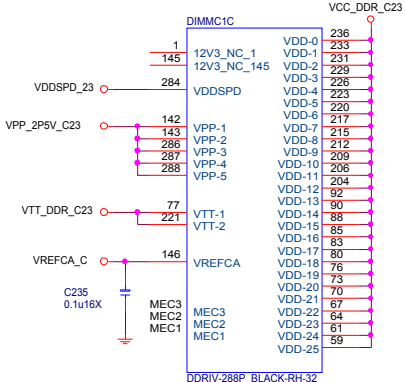 VCC_DDR_C23
DIMMC1C
1 12V3_NC_1
145 12V3_NC_145
VDDSPD_23 284 VDDSPD
VPP_2P5V_C23 142 VPP-1
143 VPP-2
286 VPP-3
287 VPP-4
288 VPP-5
VTT_DDR_C23 77 VTT-1
221 VTT-2
VREFCA_C 146 VREFCA
C235
0.1u16X
MEC3 MEC3
MEC2 MEC2
MEC1 MEC1
VDD-0 236
VDD-1 233
VDD-2 231
VDD-3 229
VDD-4 226
VDD-5 223
VDD-6 220
VDD-7 217
VDD-8 215
VDD-9 212
VDD-10 209
VDD-11 206
VDD-12 204
VDD-13 92
VDD-14 90
VDD-15 88
VDD-16 85
VDD-17 83
VDD-18 80
VDD-19 76
VDD-20 73
VDD-21 70
VDD-22 67
VDD-23 64
VDD-24 61
VDD-25 59
DDRIV-288P_BLACK-RH-32